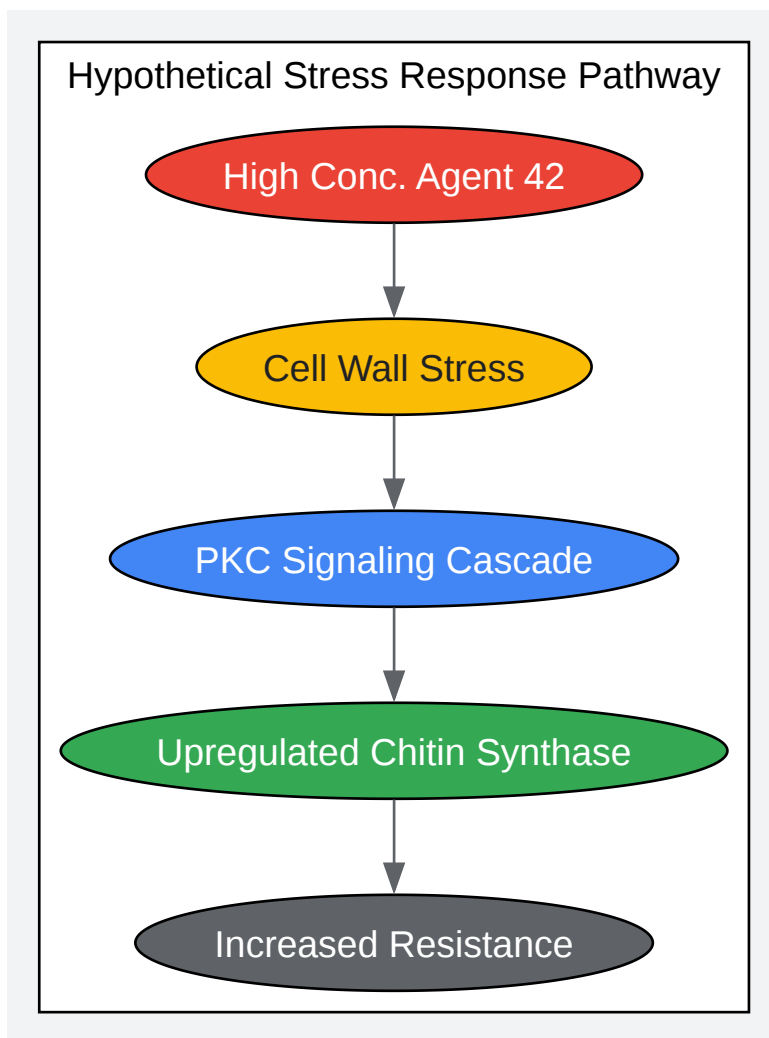 Hypothetical Stress Response Pathway
High Conc. Agent 42
Cell Wall Stress
PKC Signaling Cascade
Upregulated Chitin Synthase
Increased Resistance